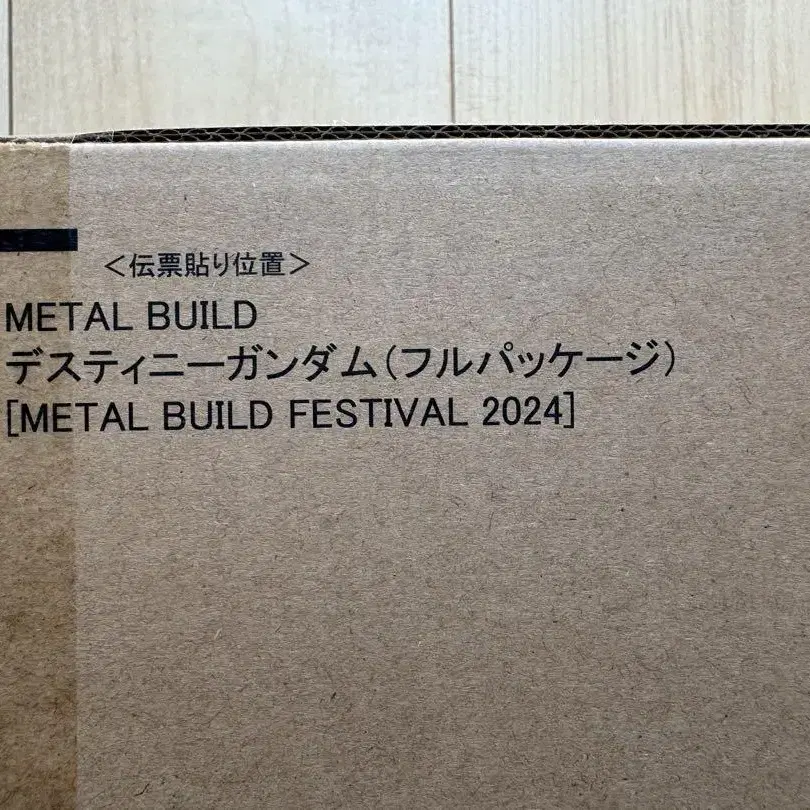 ＜伝票貼り位置＞
METAL BUILD
デスティニーガンダム(フルパッケージ)
[METAL BUILD FESTIVAL 2024]